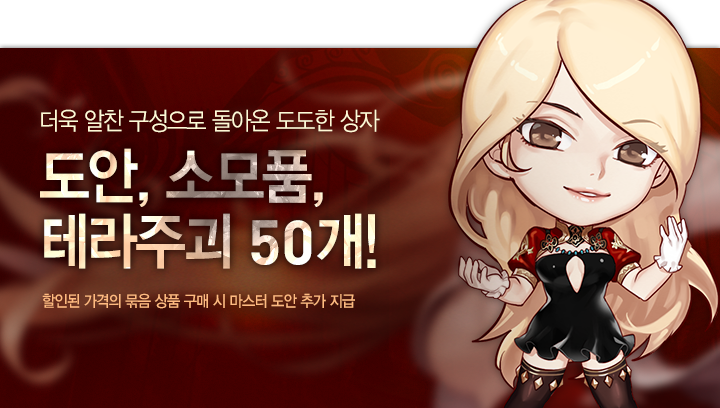 더욱 알찬 구성으로 돌아온 도도한 상자
도안, 소모품,
테라주괴 50개!
할인된 가격의 묶음 상품 구매 시 마스터 도안 추가 지급